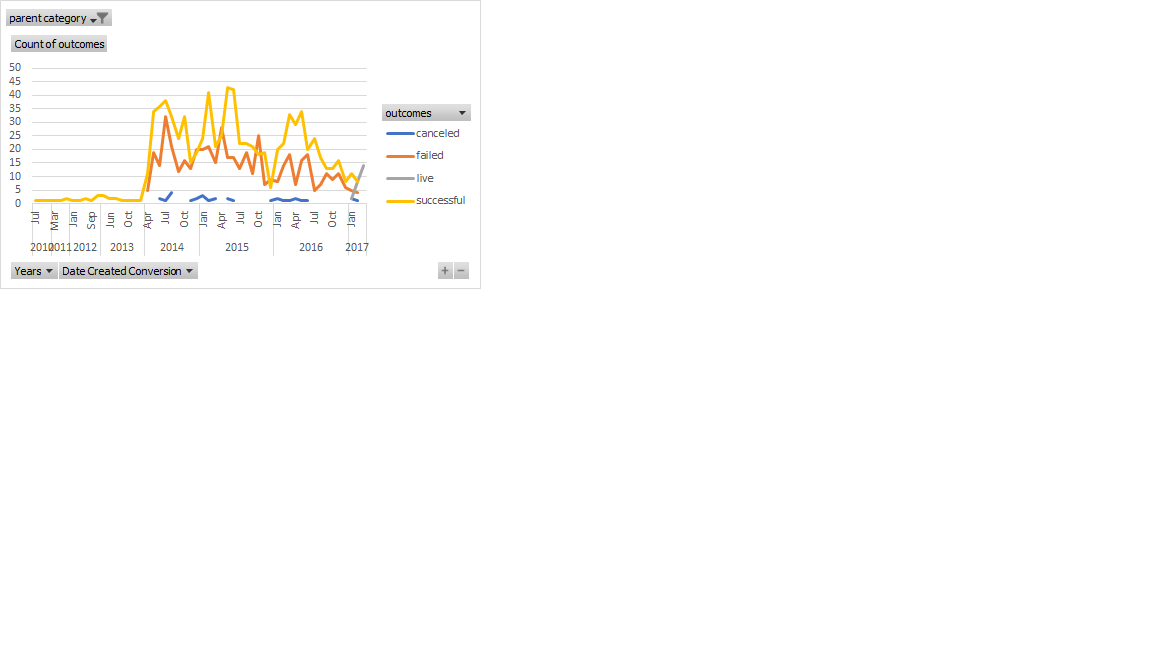 parent category
Count of outcomes
50
45
40
35
30
25
20
15
10
5
0
outcomes
canceled
failed
live
successful
Jul Mar Jan Sep Jun Oct Apr Jul Oct Jan Apr Jul Oct Jan Apr Jul Oct Jan
2010 2011 2012 2013 2014 2015 2016 2017
Years Date Created Conversion + −